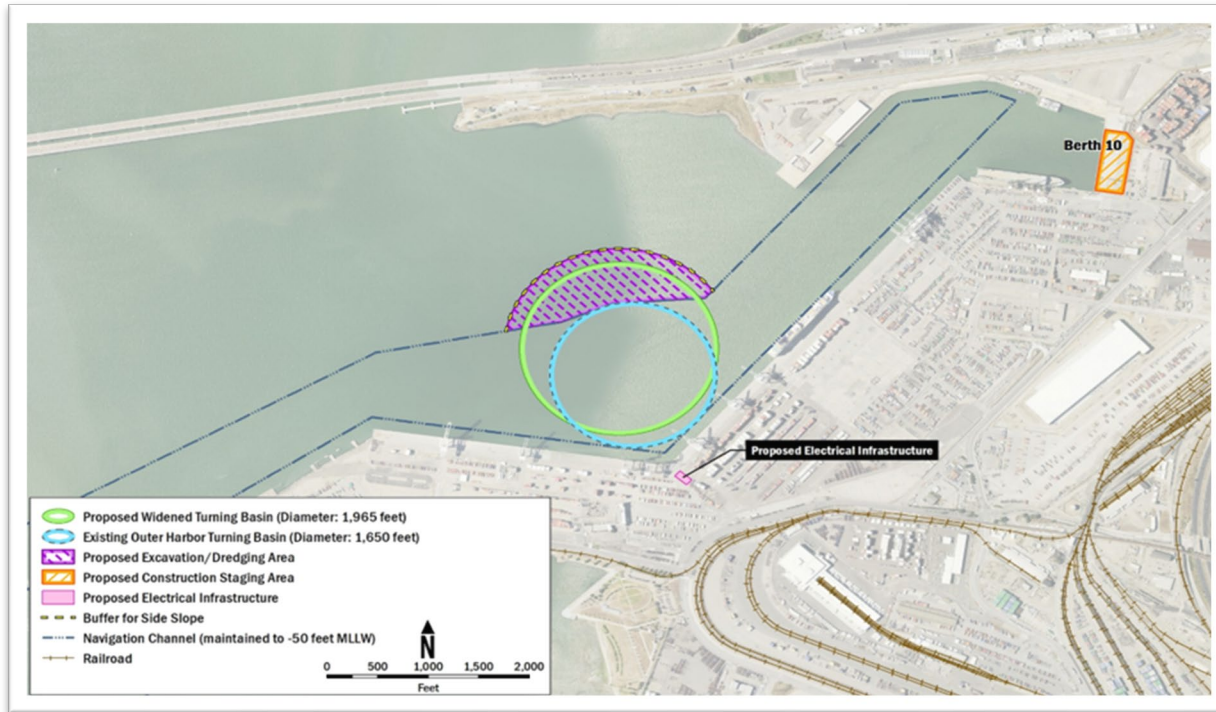 Berth 10
Proposed Electrical Infrastructure
Proposed Widened Turning Basin (Diameter: 1,965 feet)
Existing Outer Harbor Turning Basin (Diameter: 1,650 feet)
Proposed Excavation/Dredging Area
Proposed Construction Staging Area
Proposed Electrical Infrastructure
Buffer for Side Slope
Navigation Channel (maintained to -50 feet MLLW)
Railroad
N
0 500 1,000 1,500 2,000
Feet